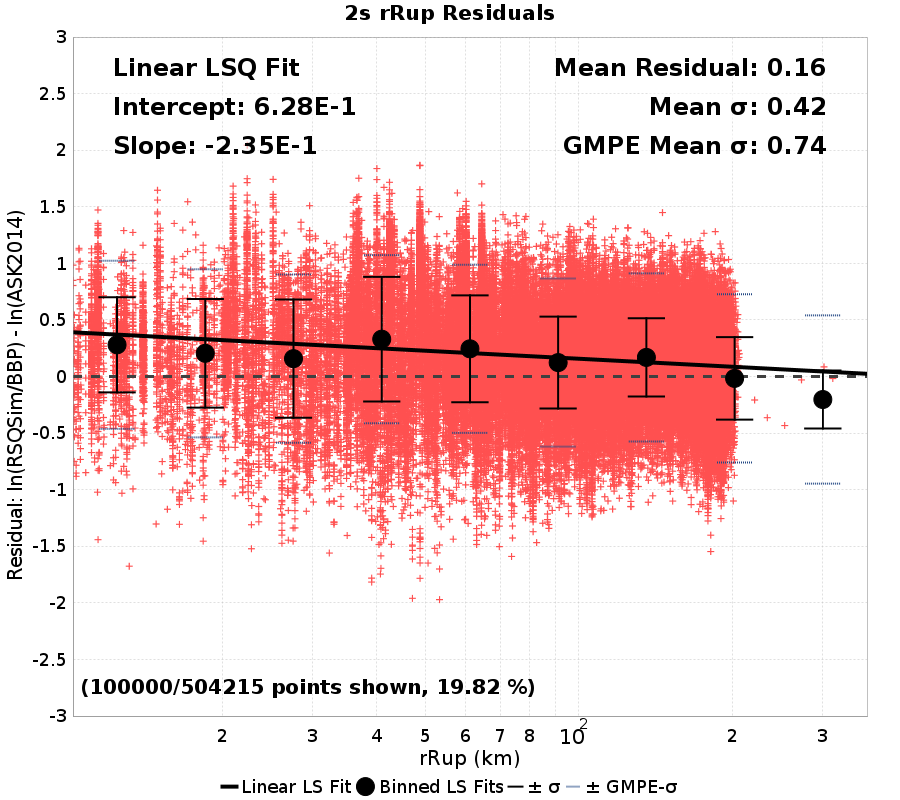 2s rRup Residuals
3
2.5
2
1.5
1
0.5
0
-0.5
-1
-1.5
-2
-2.5
-3
Residual: ln(RSQSim/BBP) - ln(ASK2014)
Linear LSQ Fit
Intercept: 6.28E-1
Slope: -2.35E-1
Mean Residual: 0.16
Mean σ: 0.42
GMPE Mean σ: 0.74
(100000/504215 points shown, 19.82 %)
2 3 4 5 6 7 8 10² 2 3
rRup (km)
Linear LS Fit Binned LS Fits ± σ ± GMPE-σ